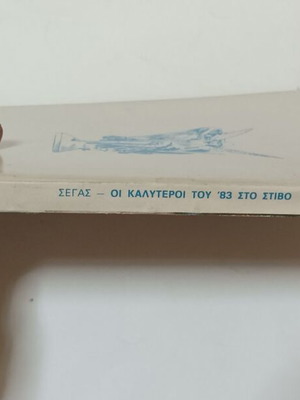 ΣΕΓΑΣ – ΟΙ ΚΑΛΥΤΕΡΟΙ ΤΟΥ '83 ΣΤΟ ΣΤΙΒΟ